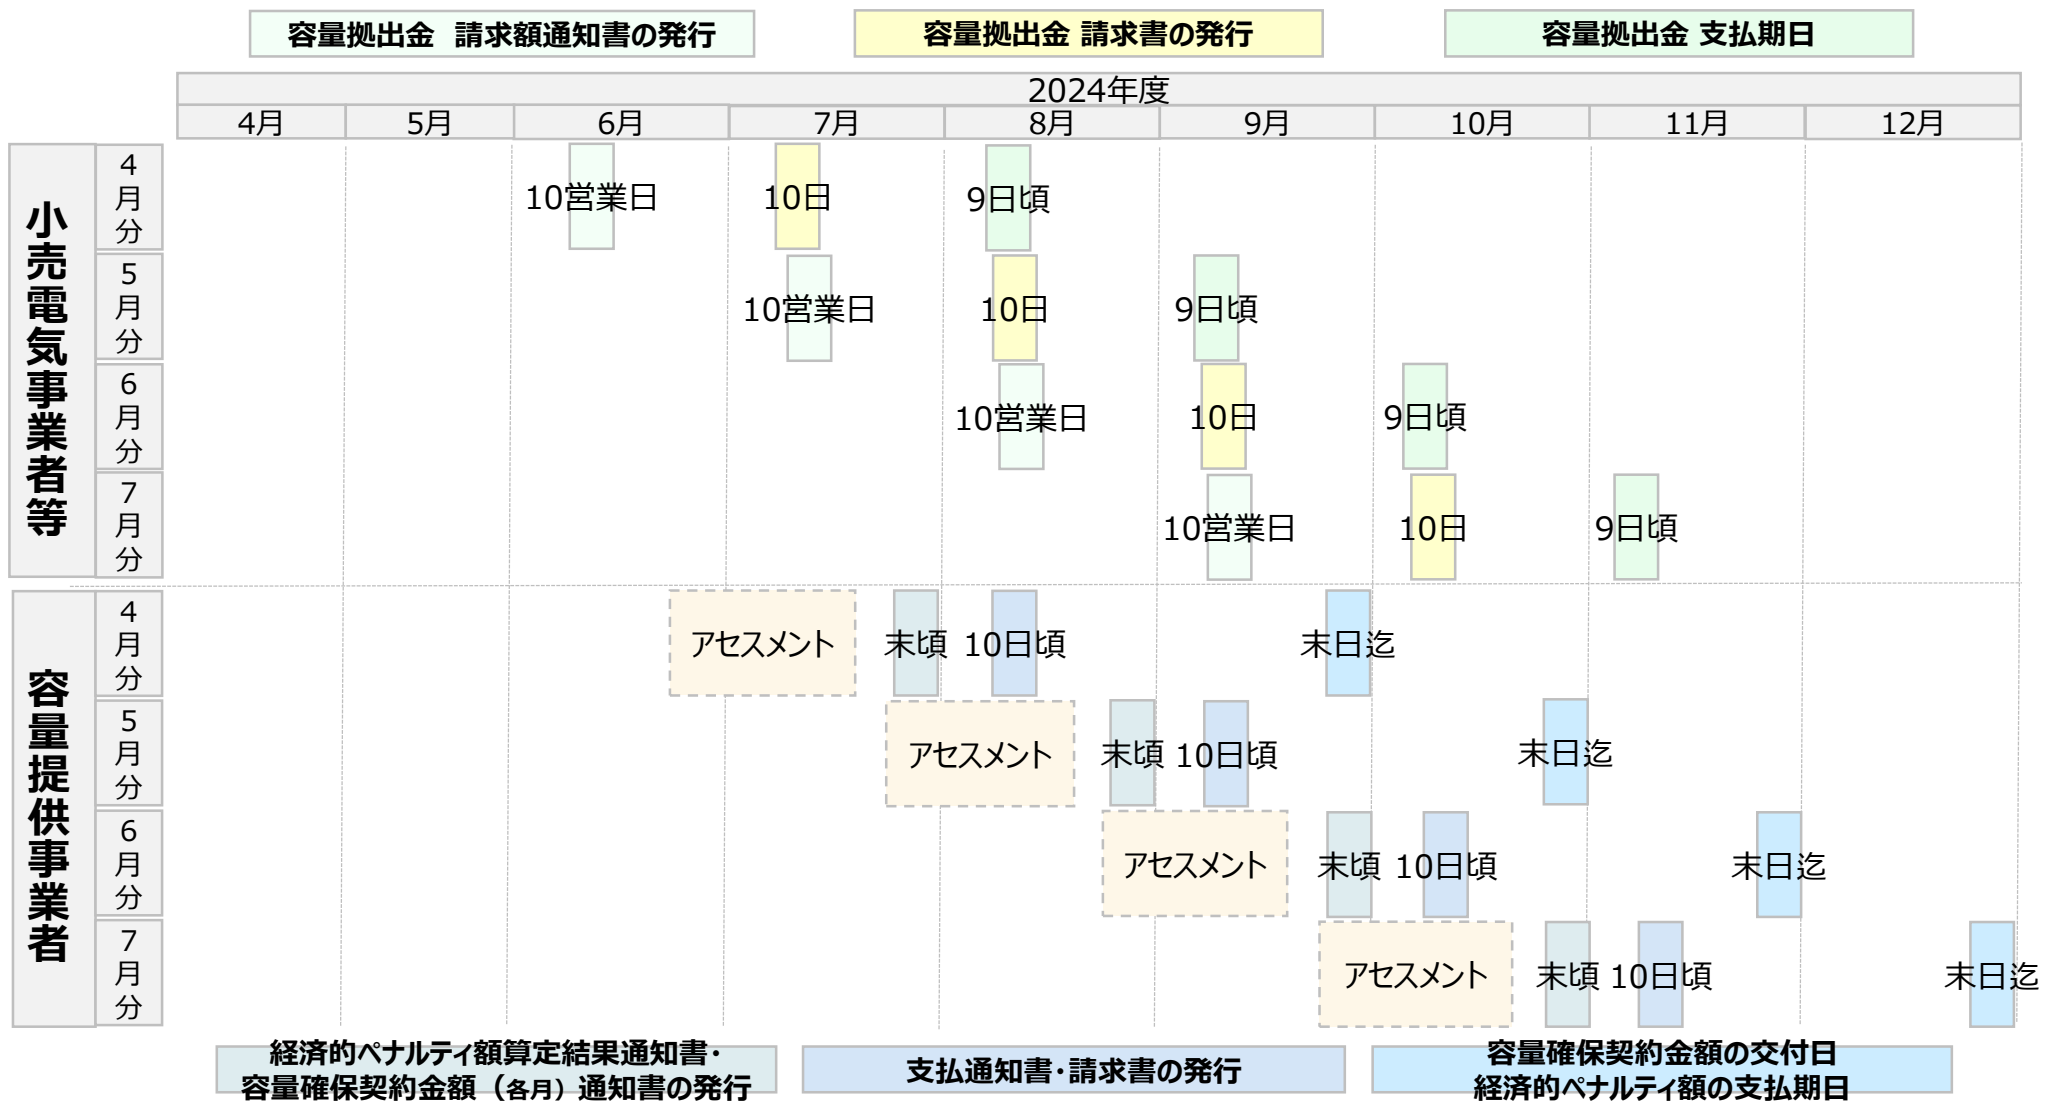 容量拠出金 請求額通知書の発行
容量拠出金 請求書の発行
容量拠出金 支払期日
2024年度
4月 5月 6月 7月 8月 9月 10月 11月 12月
小売電気事業者等
4月分
10営業日 10日 9日頃
5月分
10営業日 10日 9日頃
6月分
10営業日 10日 9日頃
7月分
10営業日 10日 9日頃
容量提供事業者
4月分
アセスメント 末頃 10日頃 末日迄
5月分
アセスメント 末頃 10日頃 末日迄
6月分
アセスメント 末頃 10日頃 末日迄
7月分
アセスメント 末頃 10日頃 末日迄
経済的ペナルティ額算定結果通知書・
容量確保契約金額（各月）通知書の発行
支払通知書・請求書の発行
容量確保契約金額の交付日
経済的ペナルティ額の支払期日